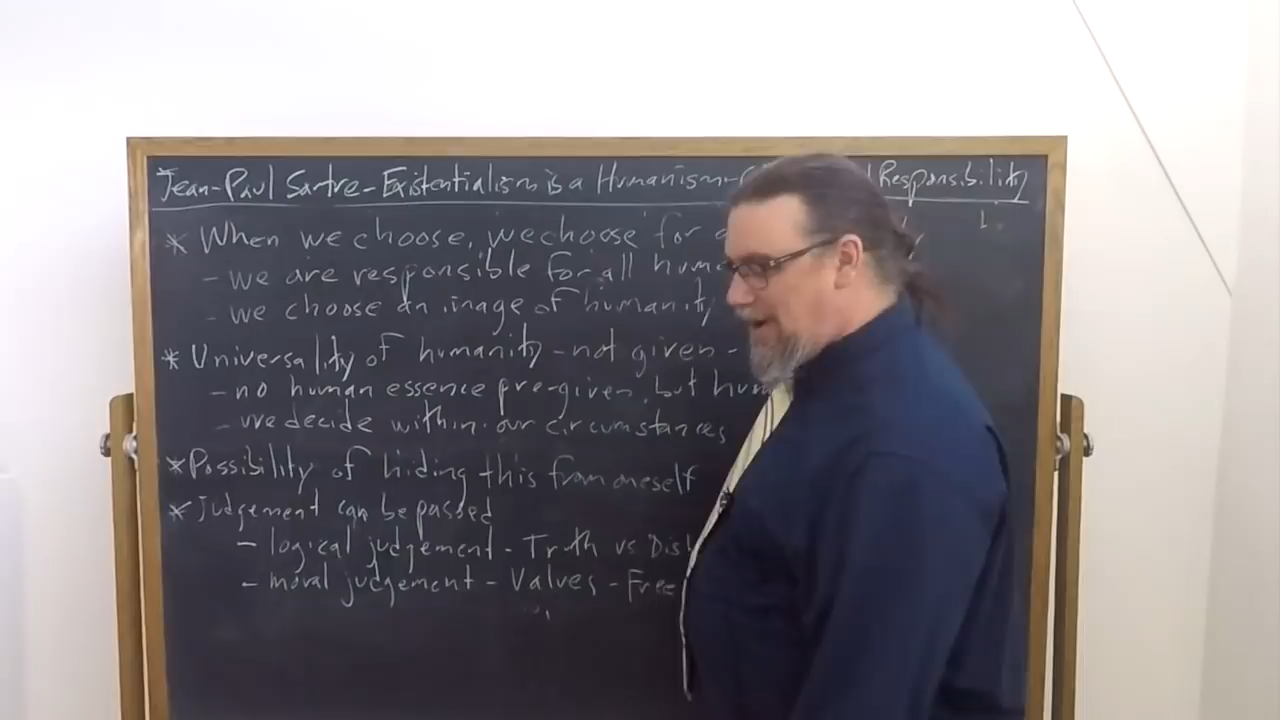 Jean-Paul Sartre-Existentialism is a Humanism- Responsibility
* When we choose, we choose for
- we are responsible for all
- we choose an image of humanity
* Universality of humanity - not given -
- no human essence pre-given, but
- we decide within our circumstances
* Possibility of hiding this from oneself
* Judgement can be passed
- logical judgement - Truth vs
- moral judgement - Values -